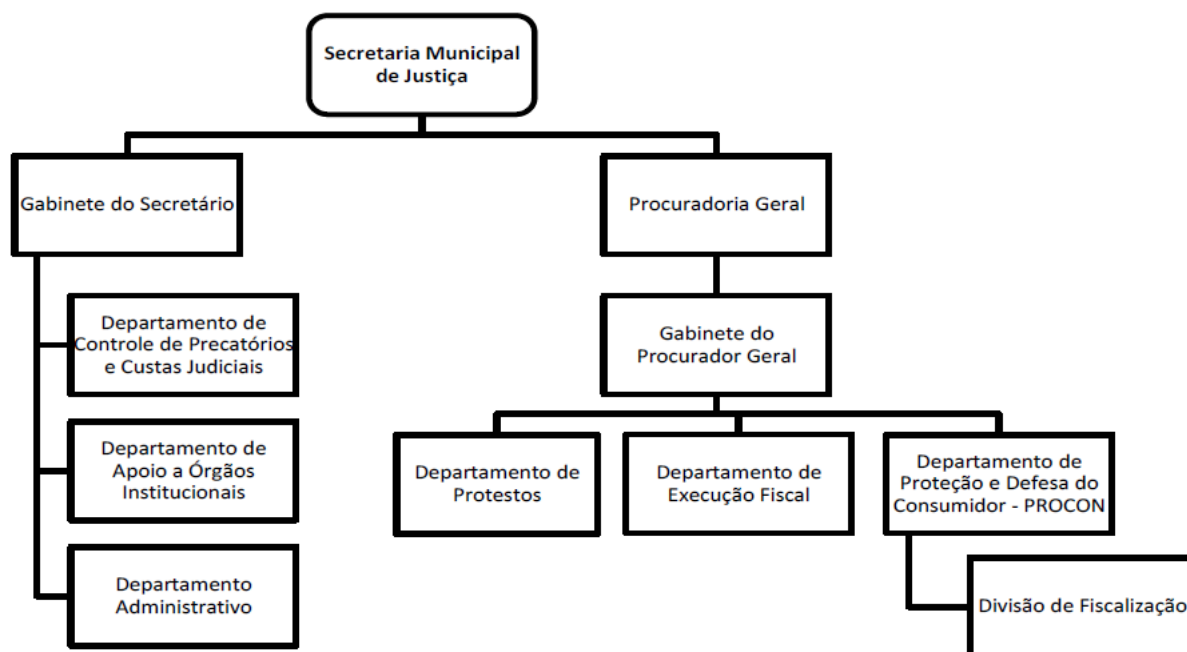 Secretaria Municipal
de Justiça
Gabinete do Secretário
Procuradoria Geral
Departamento de
Controle de Precatórios
e Custas Judiciais
Gabinete do
Procurador Geral
Departamento de
Apoio a Órgãos
Institucionais
Departamento de
Protestos
Departamento de
Execução Fiscal
Departamento de
Proteção e Defesa do
Consumidor - PROCON
Departamento
Administrativo
Divisão de Fiscalização